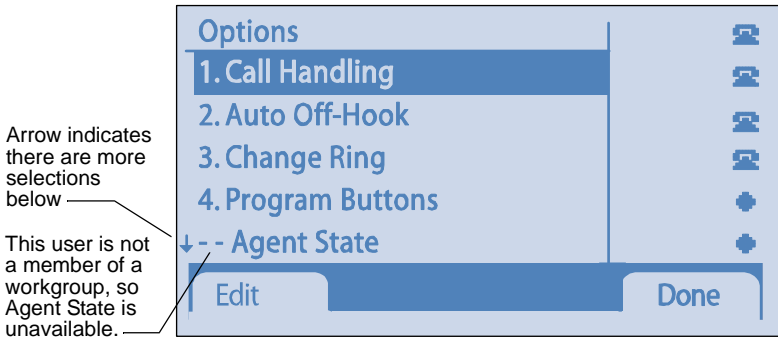 Options
1. Call Handling
2. Auto Off-Hook
3. Change Ring
4. Program Buttons
- - Agent State
Edit
Done
Arrow indicates
there are more
selections
below
This user is not
a member of a
workgroup, so
Agent State is
unavailable.